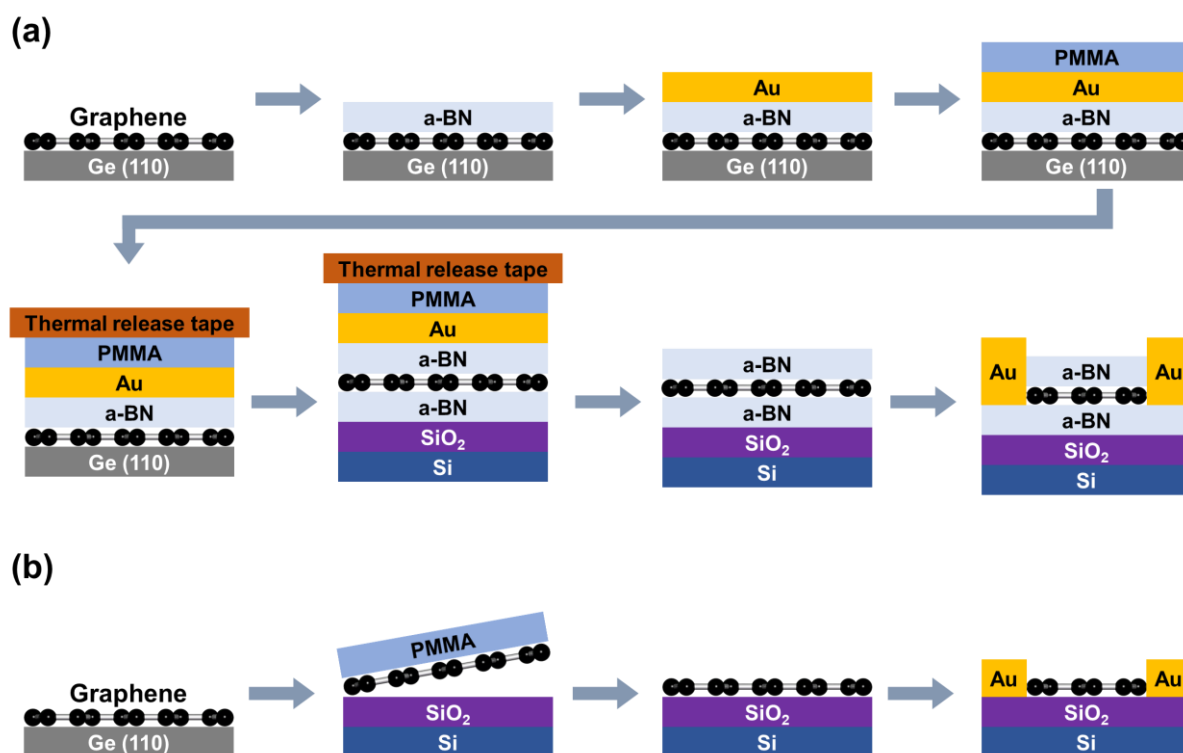 (a)
Graphene
Ge (110)
a-BN
Ge (110)
Au
a-BN
Ge (110)
PMMA
Au
a-BN
Ge (110)
Thermal release tape
PMMA
Au
a-BN
Ge (110)
Thermal release tape
PMMA
Au
a-BN
a-BN
SiO₂
Si
a-BN
a-BN
SiO₂
Si
Au a-BN Au
a-BN
SiO₂
Si
(b)
Graphene
Ge (110)
PMMA
SiO₂
Si
SiO₂
Si
Au Au
SiO₂
Si